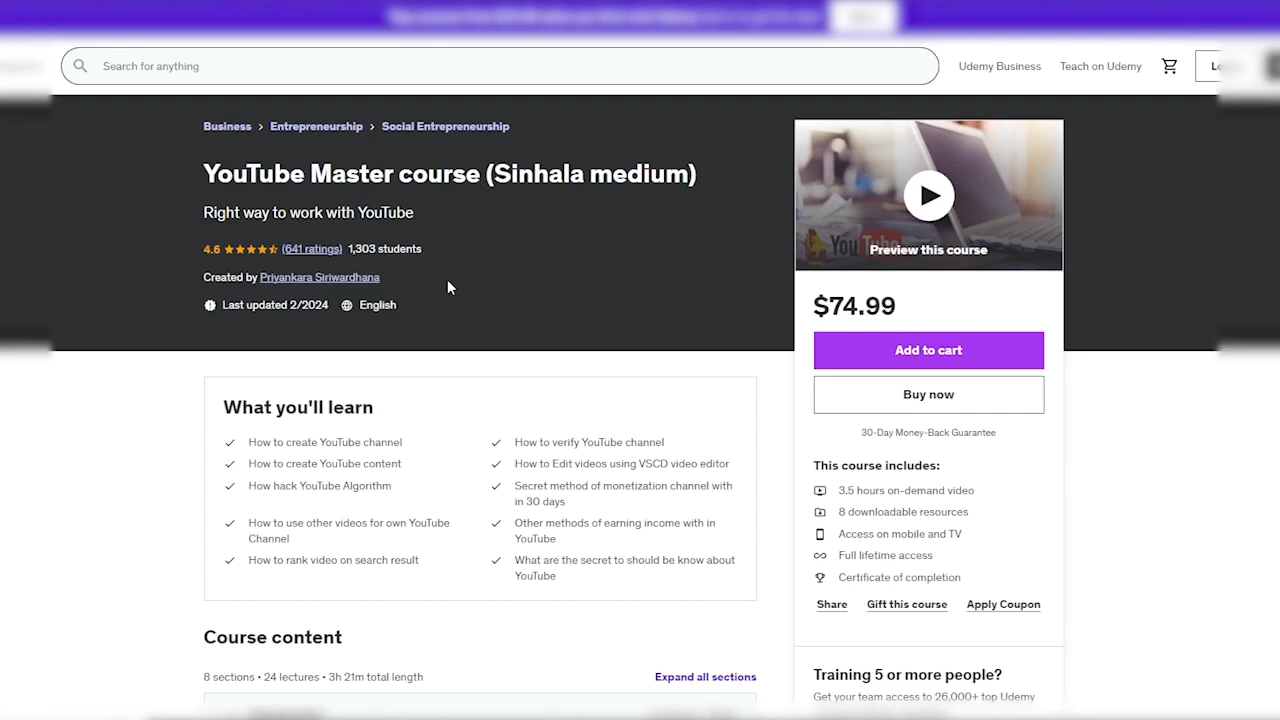 Search for anything
Udemy Business
Teach on Udemy
Business > Entrepreneurship > Social Entrepreneurship
YouTube Master course (Sinhala medium)
Right way to work with YouTube
4.6 (641 ratings) 1,303 students
Created by Priyankara Siriwardhana
Last updated 2/2024 English
YouTube
Preview this course
$74.99
Add to cart
Buy now
30-Day Money-Back Guarantee
This course includes:
3.5 hours on-demand video
8 downloadable resources
Access on mobile and TV
Full lifetime access
Certificate of completion
Share Gift this course Apply Coupon
Training 5 or more people?
Get your team access to 26,000+ top Udemy
What you'll learn
How to create YouTube channel
How to create YouTube content
How hack YouTube Algorithm
How to use other videos for own YouTube
Channel
How to rank video on search result
How to verify YouTube channel
How to Edit videos using VSCD video editor
Secret method of monetization channel with
in 30 days
Other methods of earning income with in
YouTube
What are the secret to should be know about
YouTube
Course content
8 sections • 24 lectures • 3h 21m total length
Expand all sections